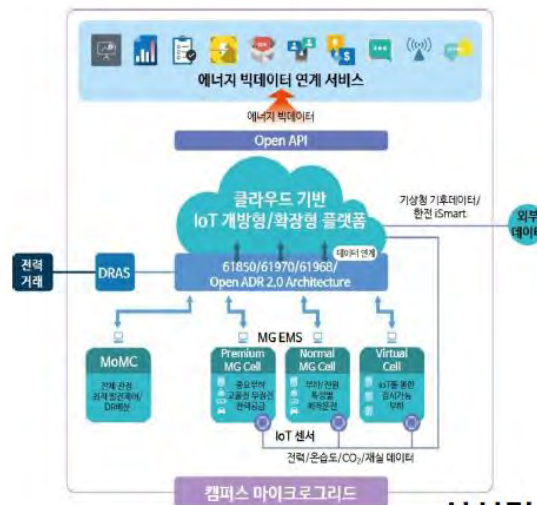 에너지 빅데이터 연계 서비스
에너지 빅데이터
Open API
클라우드 기반
IoT 개방형/확장형 플랫폼
기상청 기후데이터/
한전 iSmart
외부
데이터
데이터 연계
전력
거래
DRAS
61850/61970/61968/
Open ADR 2.0 Architecture
MG EMS
MoMC
전체 관점
최적 발전제어/
DR배분
Premium
MG Cell
중요부하
고품질 무정전
전력공급
Normal
MG Cell
부하/전원
특성별
최적운전
Virtual
Cell
IoT를 통한
감시가능
부하
IoT 센서
전력/온습도/CO₂/재실 데이터
캠퍼스 마이크로그리드